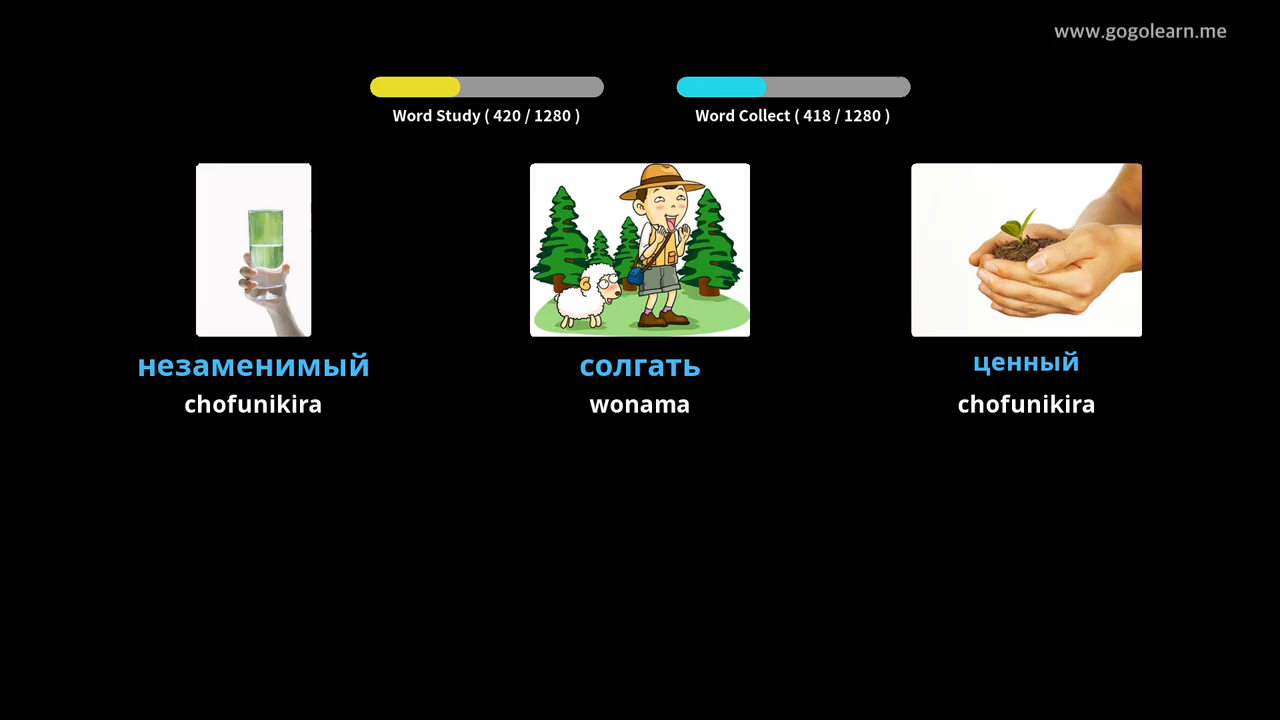 www.gogolearn.me
Word Study ( 420 / 1280 )
Word Collect ( 418 / 1280 )
незаменимый
солгать
ценный
chofunikira
wonama
chofunikira